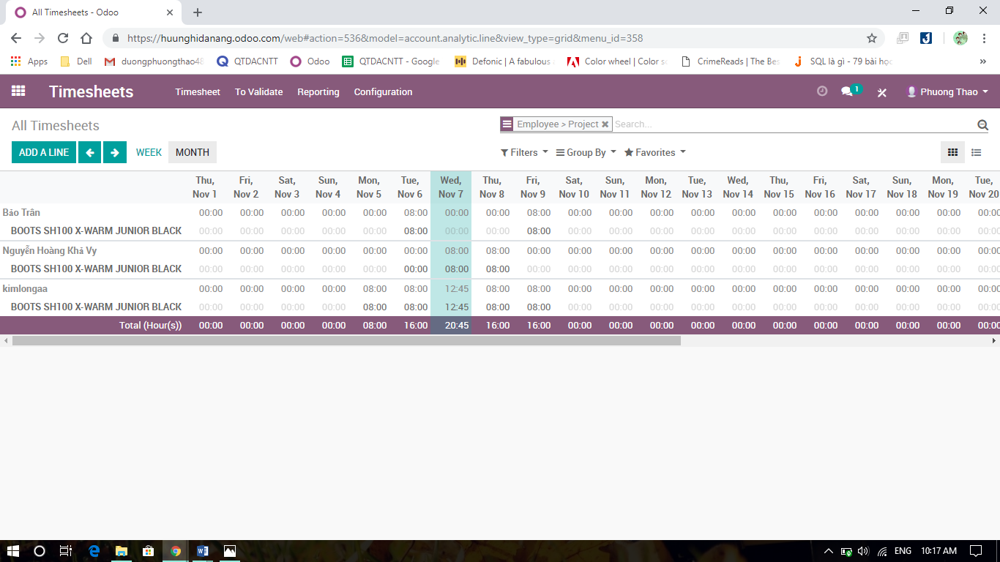 All Timesheets - Odoo
https://huunghidanang.odoo.com/web#action=536&model=account.analytic.line&view_type=grid&menu_id=358
Apps Dell duongphuongthao48 QTDACNTT Odoo QTDACNTT - Google Defonic | A fabulous Color wheel | Color s CrimeReads | The Bes SQL là gì - 79 bài học »
Timesheets Timesheet To Validate Reporting Configuration 1 Phuong Thao
All Timesheets Employee > Project Search...
ADD A LINE WEEK MONTH Filters Group By Favorites
Thu, Fri, Sat, Sun, Mon, Tue, Wed, Thu, Fri, Sat, Sun, Mon, Tue, Wed, Thu, Fri, Sat, Sun, Mon, Tue,
Nov 1 Nov 2 Nov 3 Nov 4 Nov 5 Nov 6 Nov 7 Nov 8 Nov 9 Nov 10 Nov 11 Nov 12 Nov 13 Nov 14 Nov 15 Nov 16 Nov 17 Nov 18 Nov 19 Nov 20
Bảo Trân 00:00 00:00 00:00 00:00 00:00 08:00 00:00 00:00 08:00 00:00 00:00 00:00 00:00 00:00 00:00 00:00 00:00 00:00 00:00 00:00
BOOTS SH100 X-WARM JUNIOR BLACK 00:00 00:00 00:00 00:00 00:00 08:00 00:00 00:00 08:00 00:00 00:00 00:00 00:00 00:00 00:00 00:00 00:00 00:00 00:00 00:00
Nguyễn Hoàng Khả Vy 00:00 00:00 00:00 00:00 00:00 00:00 08:00 08:00 00:00 00:00 00:00 00:00 00:00 00:00 00:00 00:00 00:00 00:00 00:00 00:00
BOOTS SH100 X-WARM JUNIOR BLACK 00:00 00:00 00:00 00:00 00:00 00:00 08:00 08:00 00:00 00:00 00:00 00:00 00:00 00:00 00:00 00:00 00:00 00:00 00:00 00:00
kimlongaa 00:00 00:00 00:00 00:00 08:00 08:00 12:45 08:00 08:00 00:00 00:00 00:00 00:00 00:00 00:00 00:00 00:00 00:00 00:00 00:00
BOOTS SH100 X-WARM JUNIOR BLACK 00:00 00:00 00:00 00:00 08:00 08:00 12:45 08:00 08:00 00:00 00:00 00:00 00:00 00:00 00:00 00:00 00:00 00:00 00:00 00:00
Total (Hour(s)) 00:00 00:00 00:00 00:00 08:00 16:00 20:45 16:00 16:00 00:00 00:00 00:00 00:00 00:00 00:00 00:00 00:00 00:00 00:00 00:00
ENG 10:17 AM